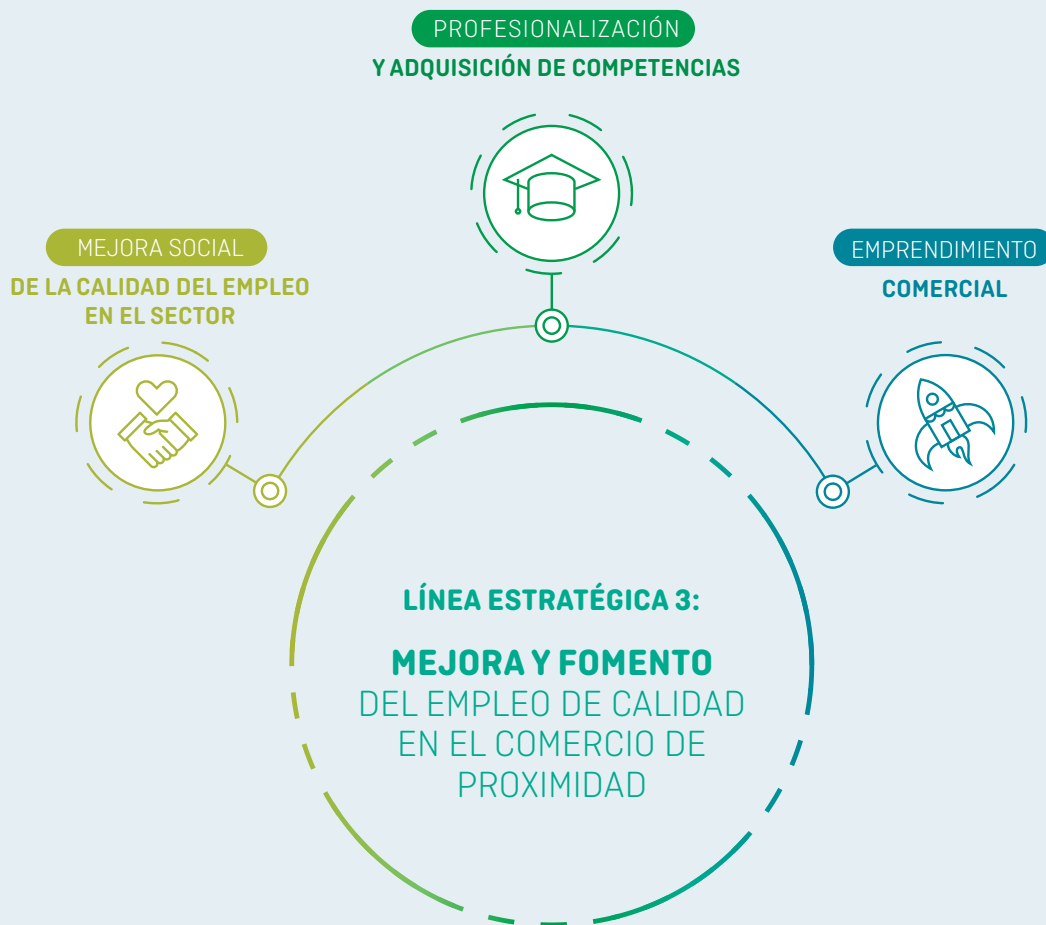 PROFESIONALIZACIÓN
Y ADQUISICIÓN DE COMPETENCIAS
MEJORA SOCIAL
DE LA CALIDAD DEL EMPLEO
EN EL SECTOR
EMPRENDIMIENTO
COMERCIAL
LÍNEA ESTRATÉGICA 3:
MEJORA Y FOMENTO
DEL EMPLEO DE CALIDAD
EN EL COMERCIO DE
PROXIMIDAD